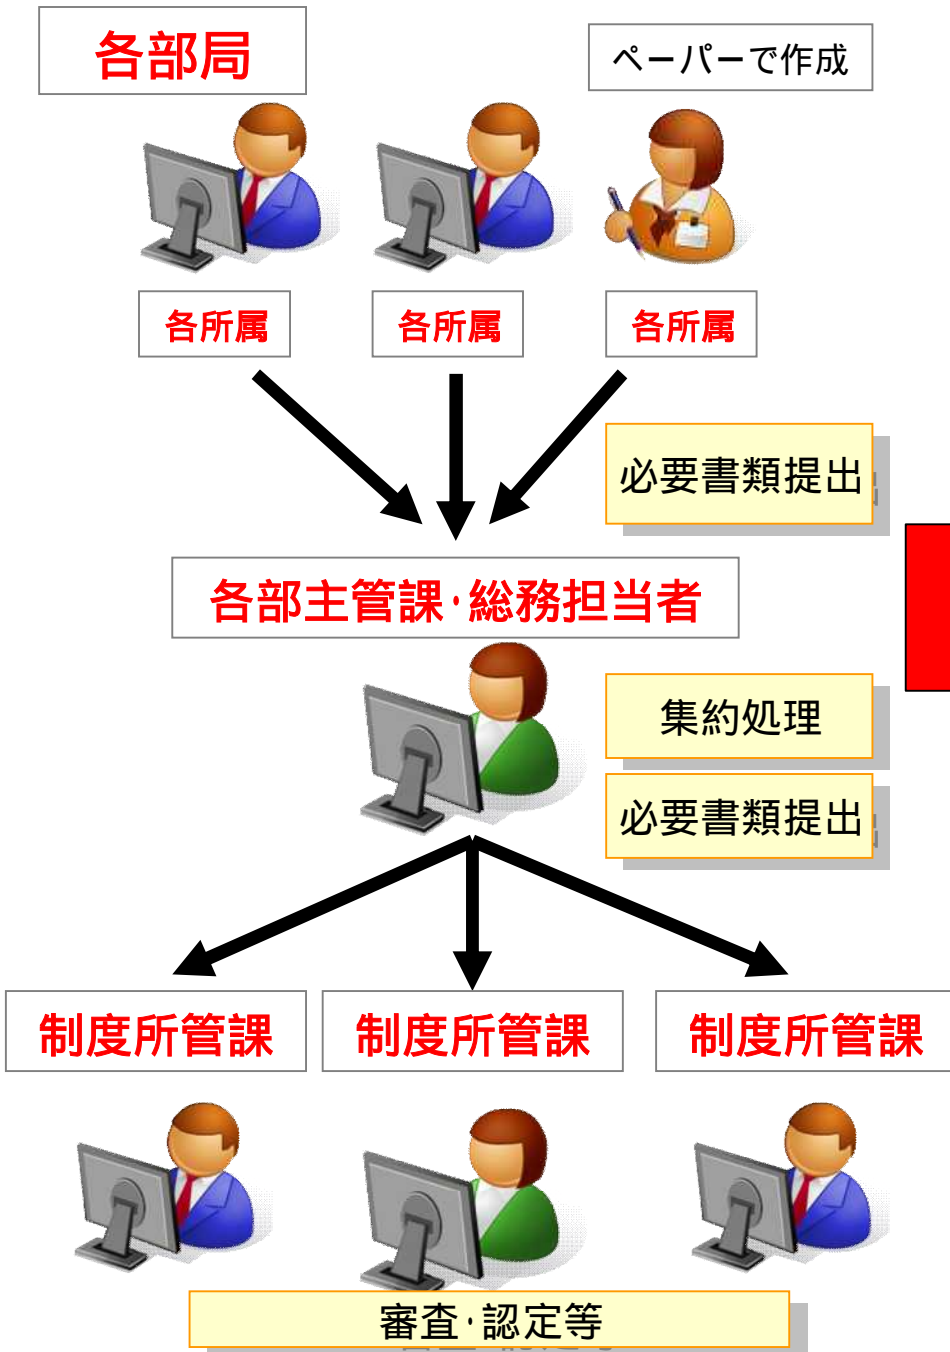 各部局
ペーパーで作成
各所属
各所属
各所属
必要書類提出
各部主管課・総務担当者
集約処理
必要書類提出
制度所管課
制度所管課
制度所管課
審査・認定等